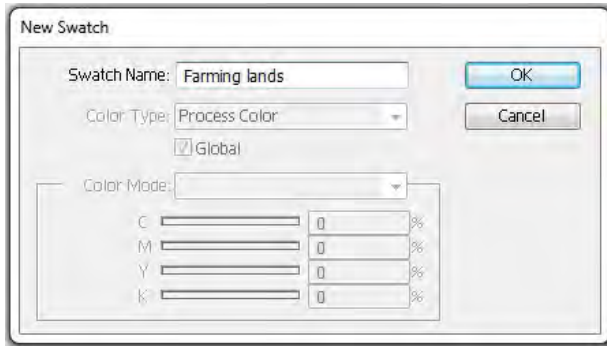 New Swatch
Swatch Name: Farming lands OK
Color Type: Process Color Cancel
Global
Color Mode:
C 0 %
M 0 %
Y 0 %
K 0 %